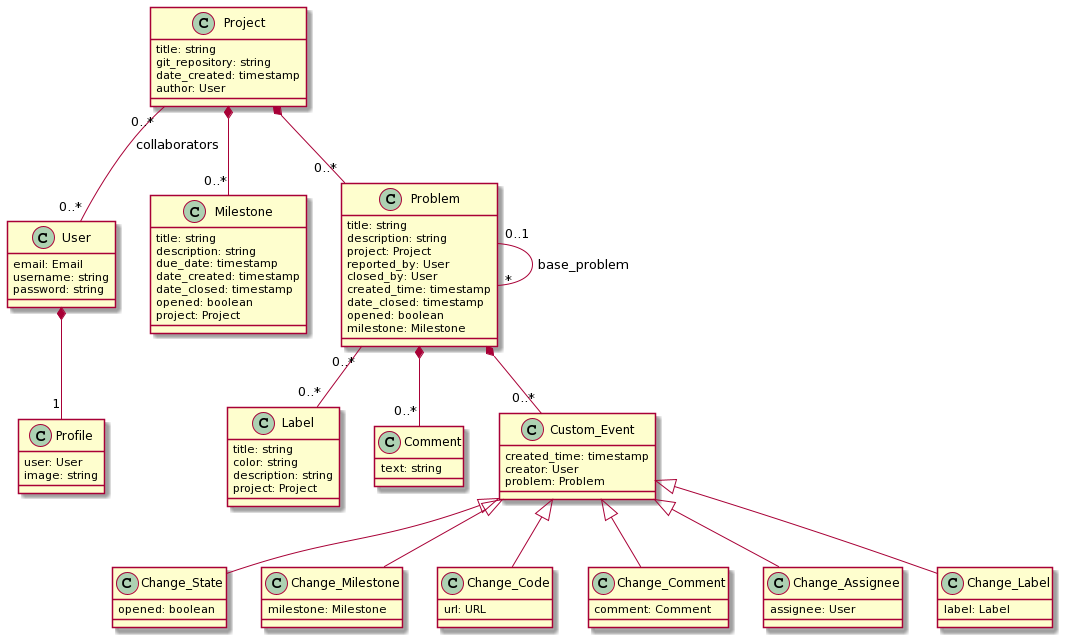 C Project
title: string
git_repository: string
date_created: timestamp
author: User
0..*
collaborators
0..*
0..*
0..*
C User
email: Email
username: string
password: string
C Milestone
title: string
description: string
due_date: timestamp
date_created: timestamp
date_closed: timestamp
opened: boolean
project: Project
C Problem
title: string
description: string
project: Project
reported_by: User
closed_by: User
created_time: timestamp
date_closed: timestamp
opened: boolean
milestone: Milestone
0..1
base_problem
*
1
0..*
0..*
0..*
0..*
C Profile
user: User
image: string
C Label
title: string
color: string
description: string
project: Project
C Comment
text: string
C Custom_Event
created_time: timestamp
creator: User
problem: Problem
C Change_State
opened: boolean
C Change_Milestone
milestone: Milestone
C Change_Code
url: URL
C Change_Comment
comment: Comment
C Change_Assignee
assignee: User
C Change_Label
label: Label